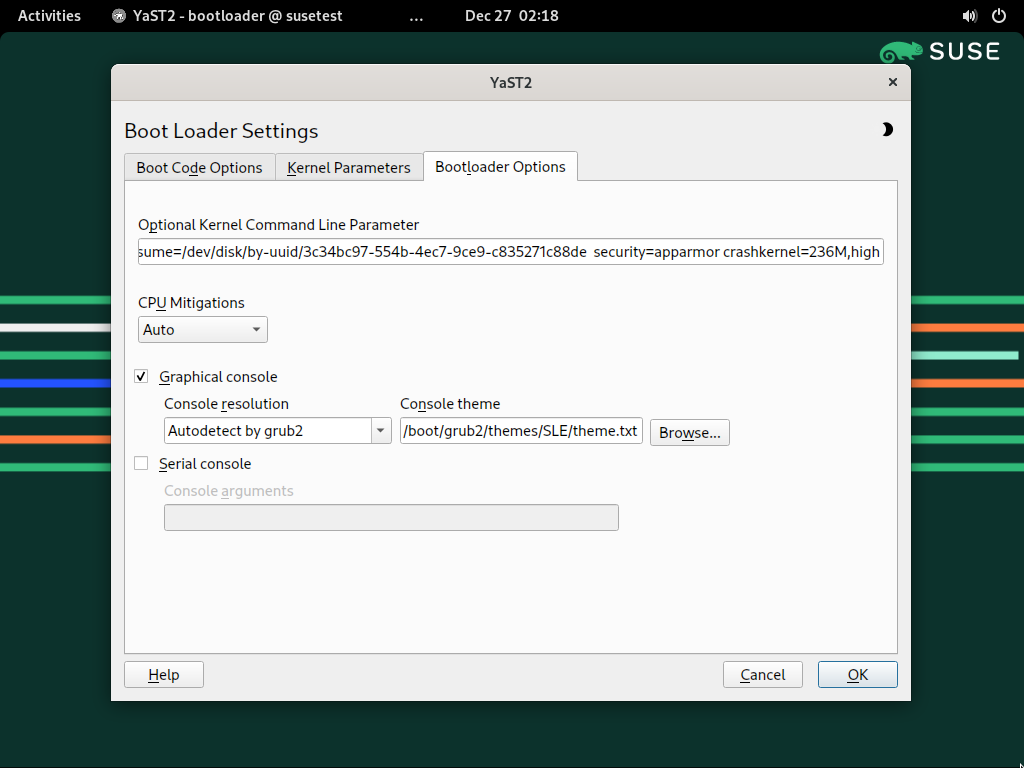 Activities YaST2 - bootloader @ susetest ... Dec 27 02:18
SUSE
YaST2
Boot Loader Settings
Boot Code Options Kernel Parameters Bootloader Options
Optional Kernel Command Line Parameter
sume=/dev/disk/by-uuid/3c34bc97-554b-4ec7-9ce9-c835271c88de security=apparmor crashkernel=236M,high
CPU Mitigations
Auto
Graphical console
Console resolution Console theme
Autodetect by grub2 /boot/grub2/themes/SLE/theme.txt Browse...
Serial console
Console arguments
Help Cancel OK